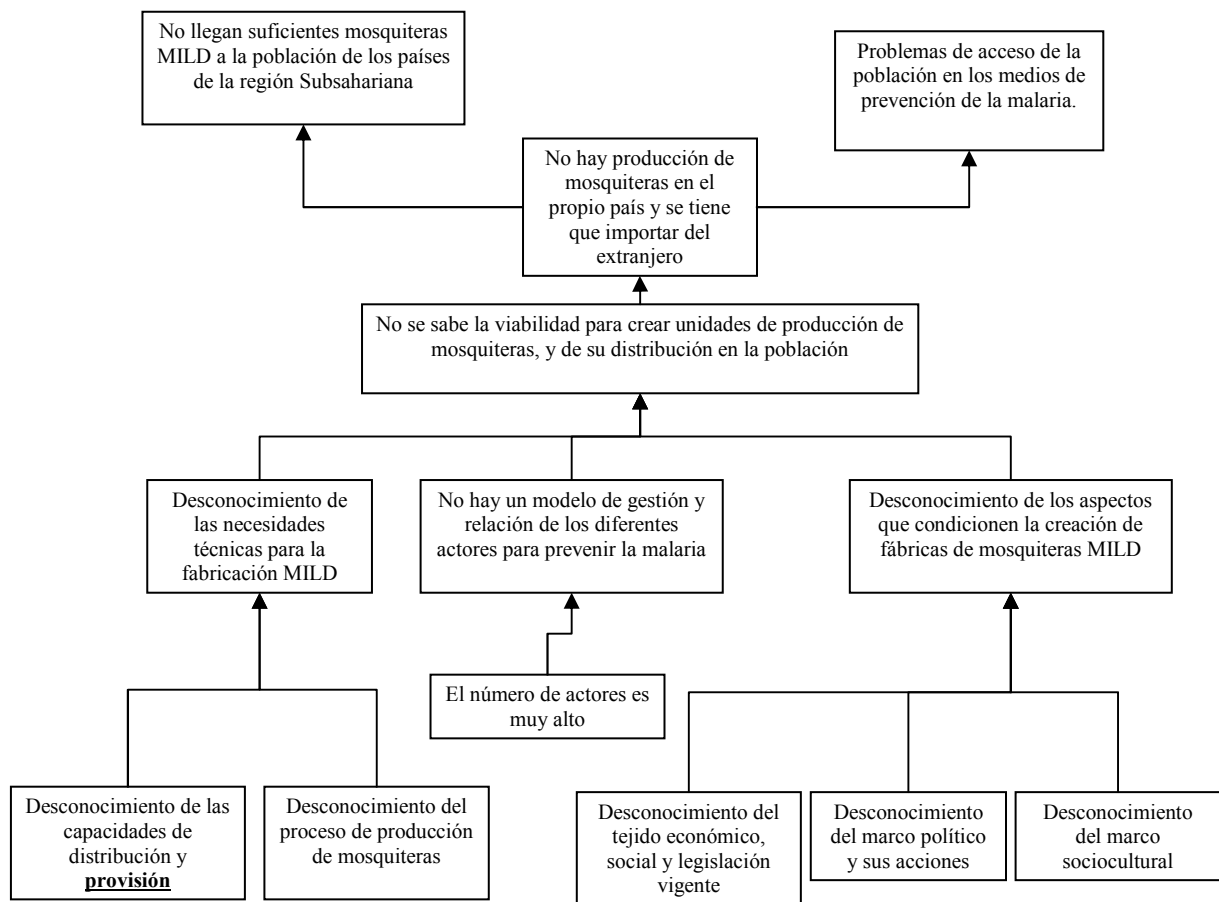 No llegan suficientes mosquiteras
MILD a la población de los países
de la región Subsahariana
Problemas de acceso de la
población en los medios de
prevención de la malaria.
No hay producción de
mosquiteras en el
propio país y se tiene
que importar del
extranjero
No se sabe la viabilidad para crear unidades de producción de
mosquiteras, y de su distribución en la población
Desconocimiento de
las necesidades
técnicas para la
fabricación MILD
No hay un modelo de gestión y
relación de los diferentes
actores para prevenir la malaria
Desconocimiento de los aspectos
que condicionen la creación de
fábricas de mosquiteras MILD
El número de actores es
muy alto
Desconocimiento de las
capacidades de
distribución y
provisión
Desconocimiento del
proceso de producción
de mosquiteras
Desconocimiento del
tejido económico,
social y legislación
vigente
Desconocimiento
del marco político
y sus acciones
Desconocimiento
del marco
sociocultural